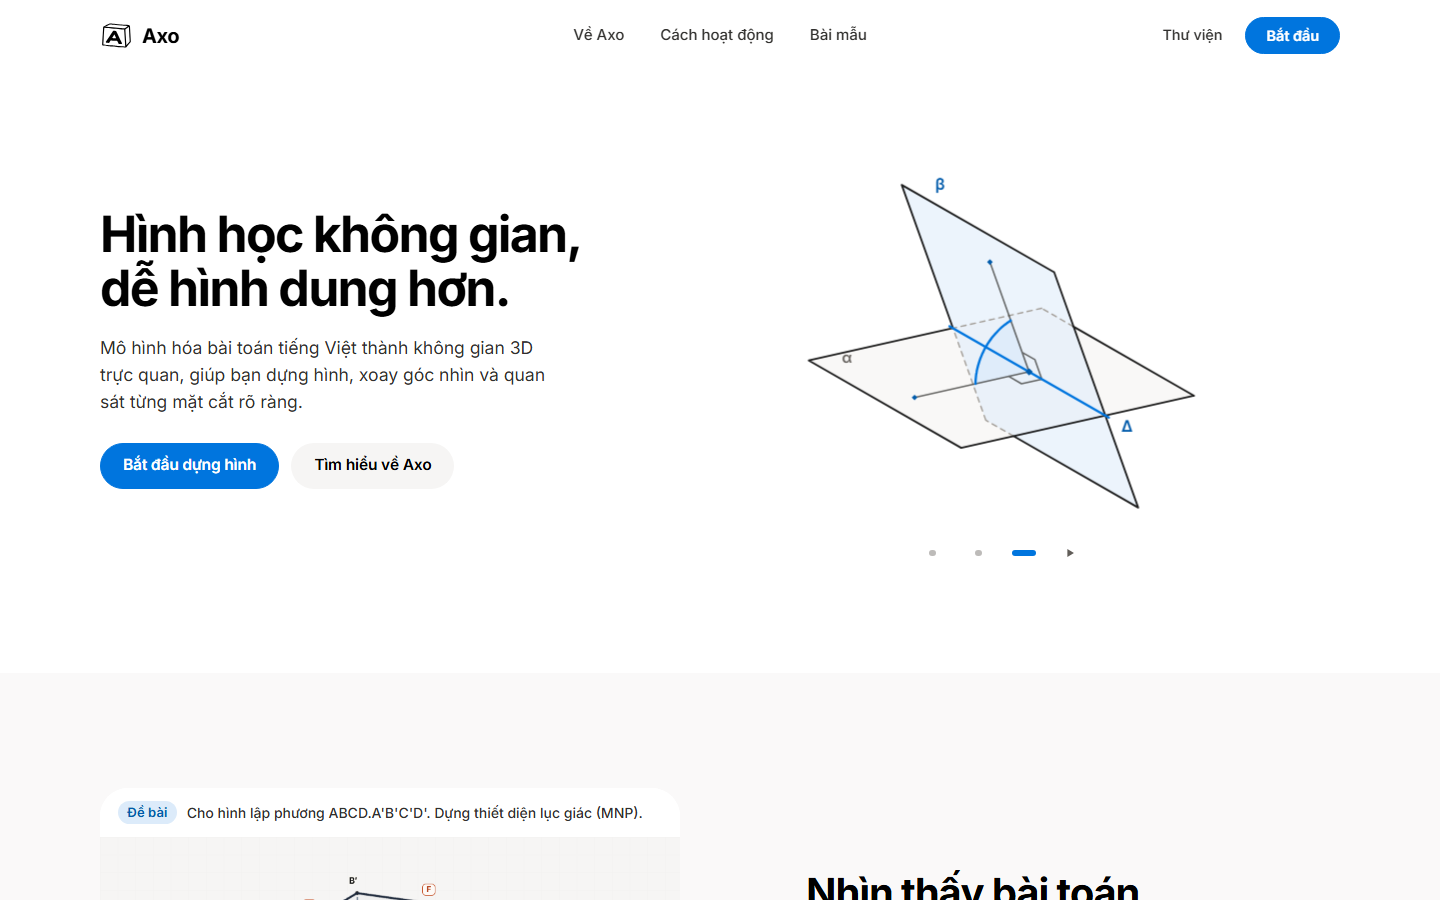 Axo
Về Axo
Cách hoạt động
Bài mẫu
Thư viện
Bắt đầu
Hình học không gian,
dễ hình dung hơn.
Mô hình hóa bài toán tiếng Việt thành không gian 3D
trực quan, giúp bạn dựng hình, xoay góc nhìn và quan
sát từng mặt cắt rõ ràng.
Bắt đầu dựng hình
Tìm hiểu về Axo
β
α
Δ
Đề bài
Cho hình lập phương ABCD.A'B'C'D'. Dựng thiết diện lục giác (MNP).
B'
F
Nhìn thấy bài toán